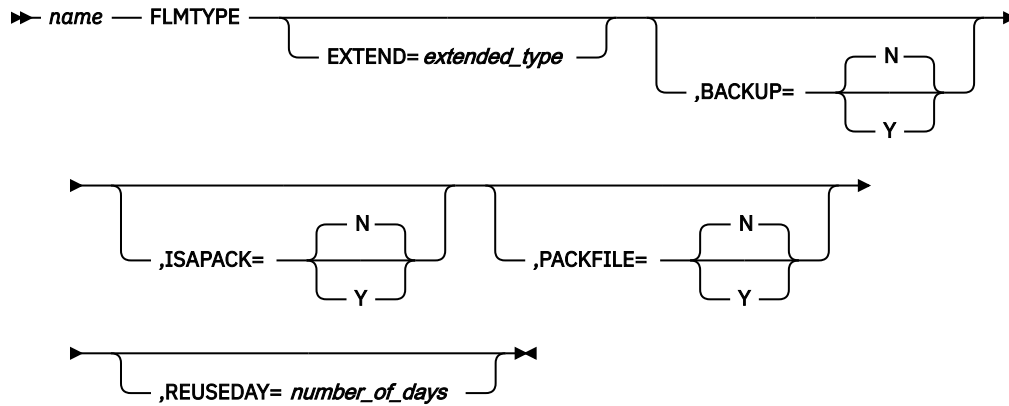 name FLMTYPE
EXTEND= extended_type
N
,BACKUP=
Y
N
,ISAPACK=
Y
N
,PACKFILE=
Y
,REUSEDAY= number_of_days